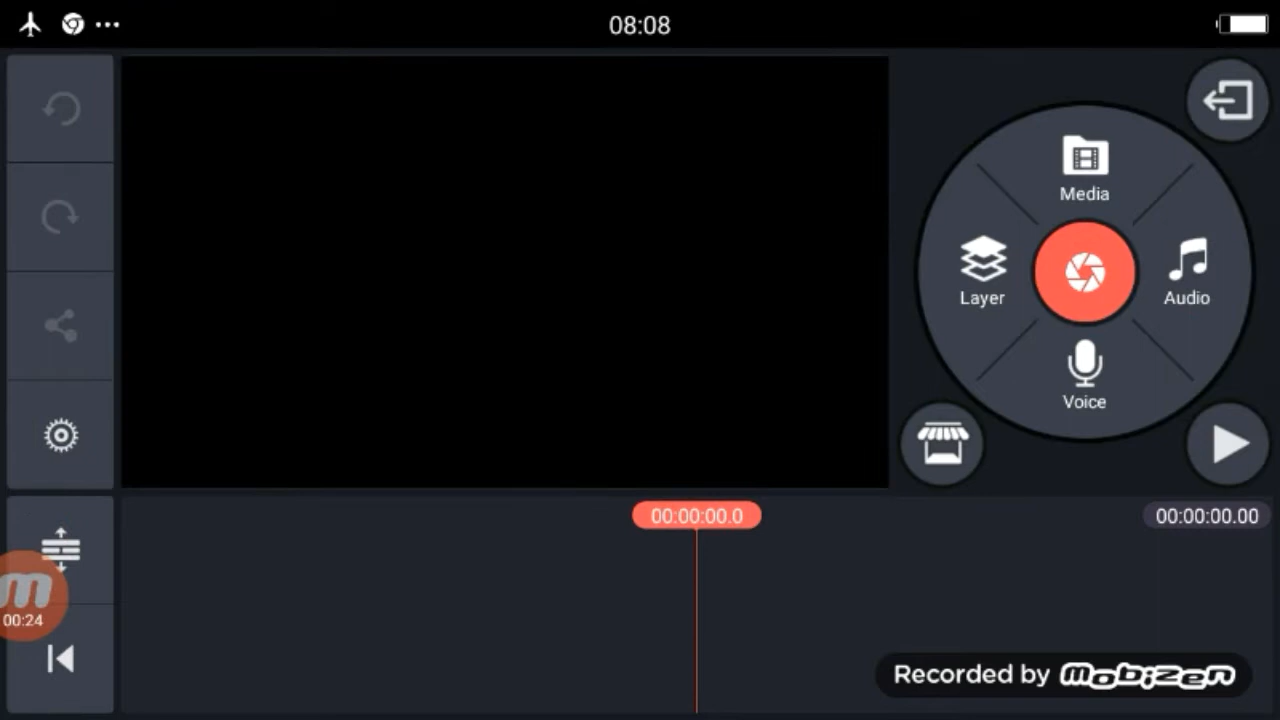 08:08
Media
Layer
Audio
Voice
00:00:00.0
00:00:00.00
m
00:24
Recorded by mobizen